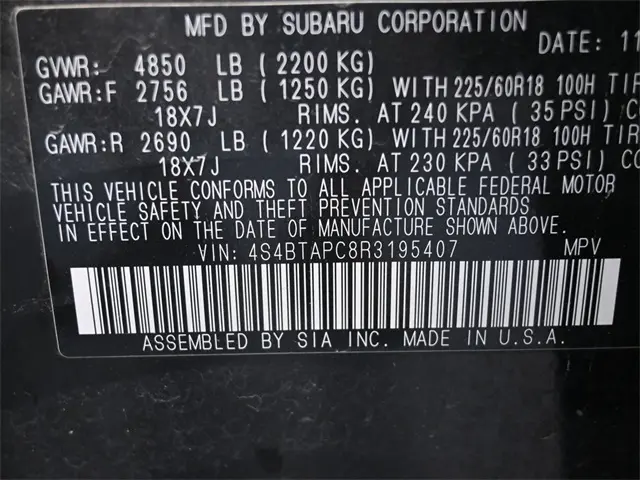 MFD BY SUBARU CORPORATION
DATE: 11
GVWR: 4850 LB ( 2200 KG)
GAWR:F 2756 LB ( 1250 KG) WITH 225/60R18 100H TIR
18X7J RIMS. AT 240 KPA ( 35 PSI) C
GAWR:R 2690 LB ( 1220 KG) WITH 225/60R18 100H TIR
18X7J RIMS. AT 230 KPA ( 33 PSI) CO
THIS VEHICLE CONFORMS TO ALL APPLICABLE FEDERAL MOTOR
VEHICLE SAFETY AND THEFT PREVENTION STANDARDS
IN EFFECT ON THE DATE OF MANUFACTURE SHOWN ABOVE.
VIN: 4S4BTAPC8R3195407 MPV
ASSEMBLED BY SIA INC. MADE IN U.S.A.